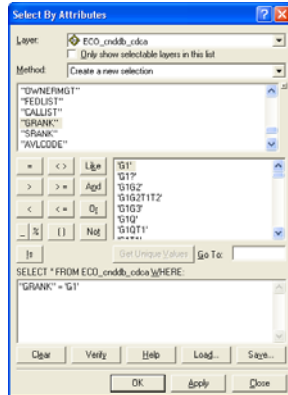 Select By Attributes
Layer: ECO_cnddb_cdca
Only show selectable layers in this list
Method: Create a new selection
"OWNERMGT"
"FEDLIST"
"CALLIST"
"GRANK"
"SRANK"
"AVLCODE"
= < > Like
> > = And
< < = Or
_ % ( ) Not
Is
'G1'
'G1?'
'G1G2'
'G1G2T1T2'
'G1G3'
'G1Q'
'G1QT1'
Get Unique Values Go To:
SELECT * FROM ECO_cnddb_cdca WHERE:
"GRANK" = 'G1'
Clear Verify Help Load... Save...
OK Apply Close